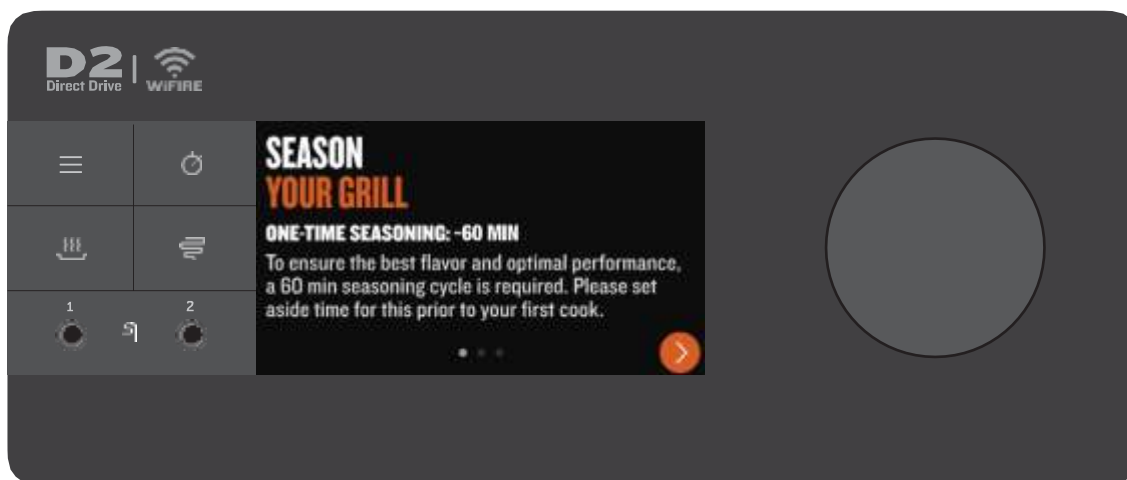 D2
Direct Drive
WiFIRE
SEASON
YOUR GRILL
ONE-TIME SEASONING: ~60 MIN
To ensure the best flavor and optimal performance,
a 60 min seasoning cycle is required. Please set
aside time for this prior to your first cook.
1
2